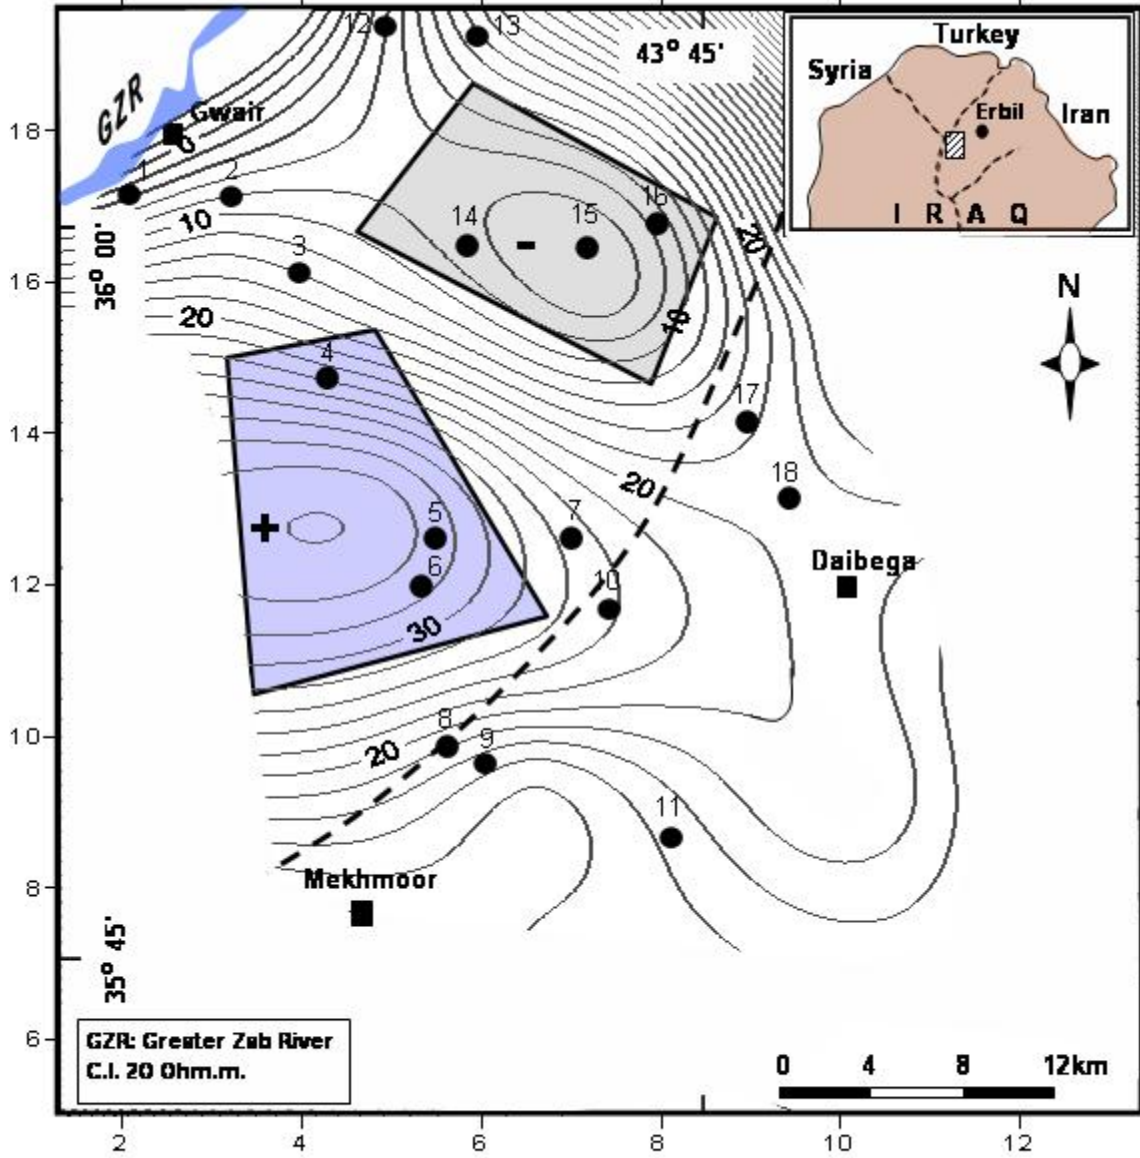 12
13
43° 45'
Turkey
Syria
Erbil
Iran
I R A Q
GZR
Gwair
0
18
1
2
10
14
15
16
20
3
36° 00'
16
N
20
10
4
17
14
20
18
5
7
+
-
6
10
Daibega
12
30
8
9
10
20
11
Mekhmoor
8
35° 45'
6
GZR: Greater Zab River
C.I. 20 Ohm.m.
0 4 8 12km
2 4 6 8 10 12